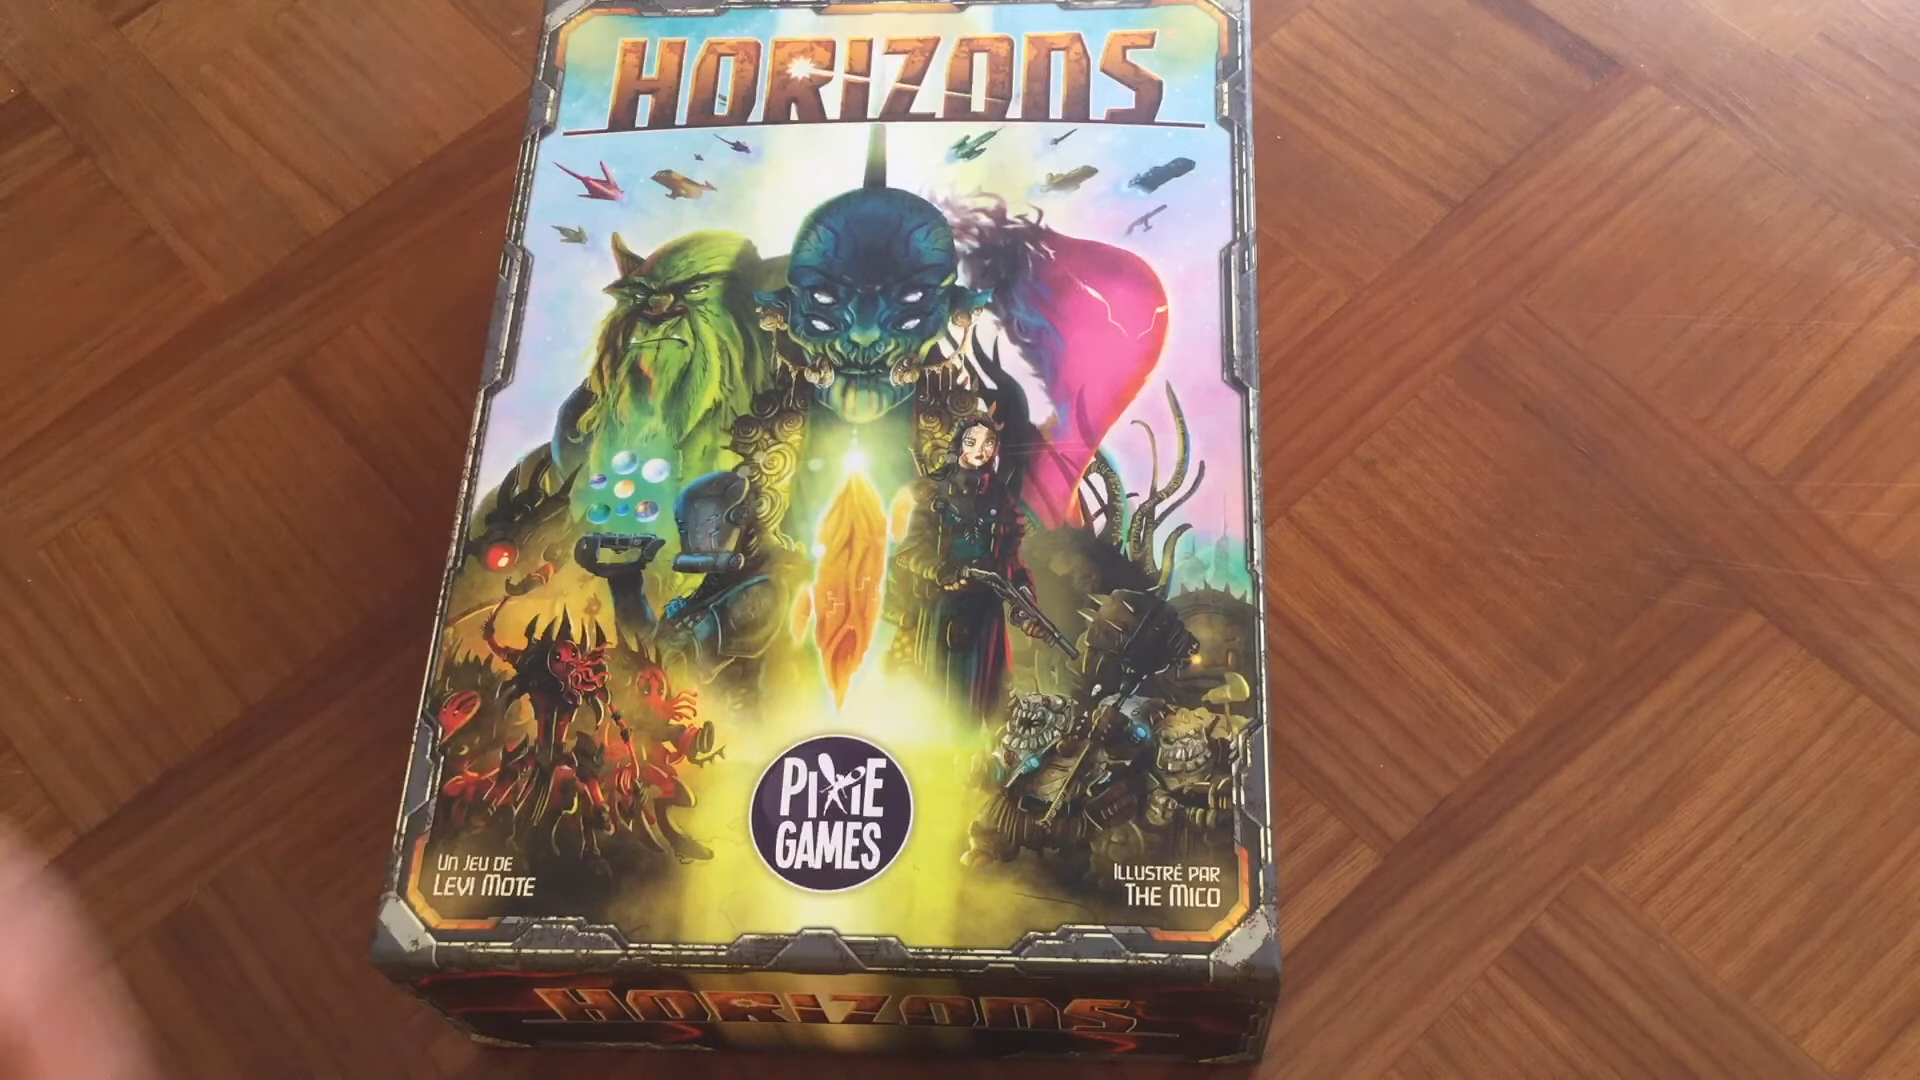 HORIZONS
PIXIE
GAMES
Un Jeu de
Levi Mote
Illustré par
The Mico
HORIZONS